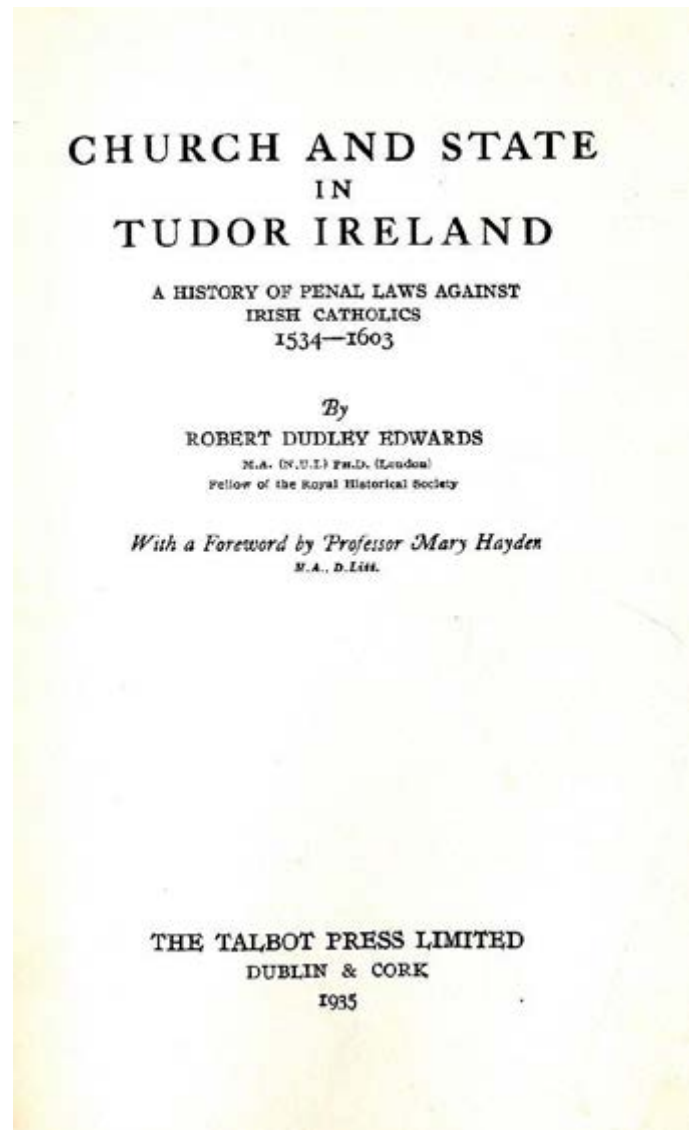 CHURCH AND STATE
IN
TUDOR IRELAND
A HISTORY OF PENAL LAWS AGAINST
IRISH CATHOLICS
1534—1603
By
ROBERT DUDLEY EDWARDS
M.A. (N.U.I.) PH.D. (London)
Fellow of the Royal Historical Society
With a Foreword by Professor Mary Hayden
M.A., D.Litt.
THE TALBOT PRESS LIMITED
DUBLIN & CORK
1935